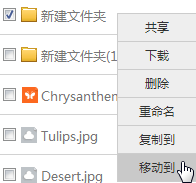 新建文件夹
新建文件夹(1
Chrysanthem
Tulips.jpg
Desert.jpg
共享
下载
删除
重命名
复制到
移动到